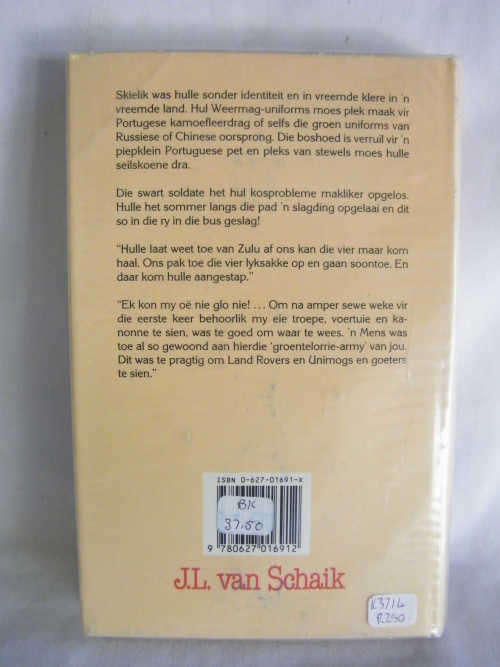 Skielik was hulle sonder identiteit en in vreemde klere in 'n
vreemde land. Hul Weermag-uniforms moes plek maak vir
Portugese kamoefleerdrag of selfs die groen uniforms van
Russiese of Chinese oorsprong. Die boshoed is verruil vir 'n
piepklein Portuguese pet en pleks van stewels moes hulle
seilskoene dra.
Die swart soldate het hul kosprobleme makliker opgelos.
Hulle het sommer langs die pad 'n slagding opgelaai en dit
so in die ry in die bus geslag!
"Hulle laat weet toe van Zulu af ons kan die vier maar kom
haal. Ons pak toe die vier lyksakke op en gaan soontoe. En
daar kom hulle aangestap."
"Ek kon my oë nie glo nie! . . . Om na amper sewe weke vir
die eerste keer behoorlik my eie troepe, voertuie en ka-
nonne te sien, was te goed om waar te wees. 'n Mens was
toe al so gewoond aan hierdie 'groentelorrie-army' van jou.
Dit was te pragtig om Land Rovers en Unimogs en goeters
te sien."
ISBN 0-627-01691-X
BK
37.50
9 780627 016912
J.L. van Schaik
K3714
R250